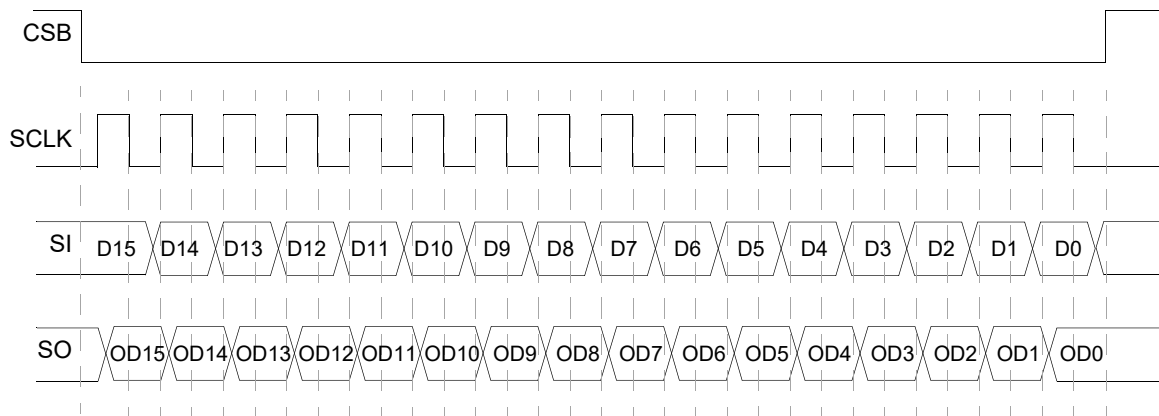 CSB
SCLK
SI D15 D14 D13 D12 D11 D10 D9 D8 D7 D6 D5 D4 D3 D2 D1 D0
SO OD15 OD14 OD13 OD12 OD11 OD10 OD9 OD8 OD7 OD6 OD5 OD4 OD3 OD2 OD1 OD0